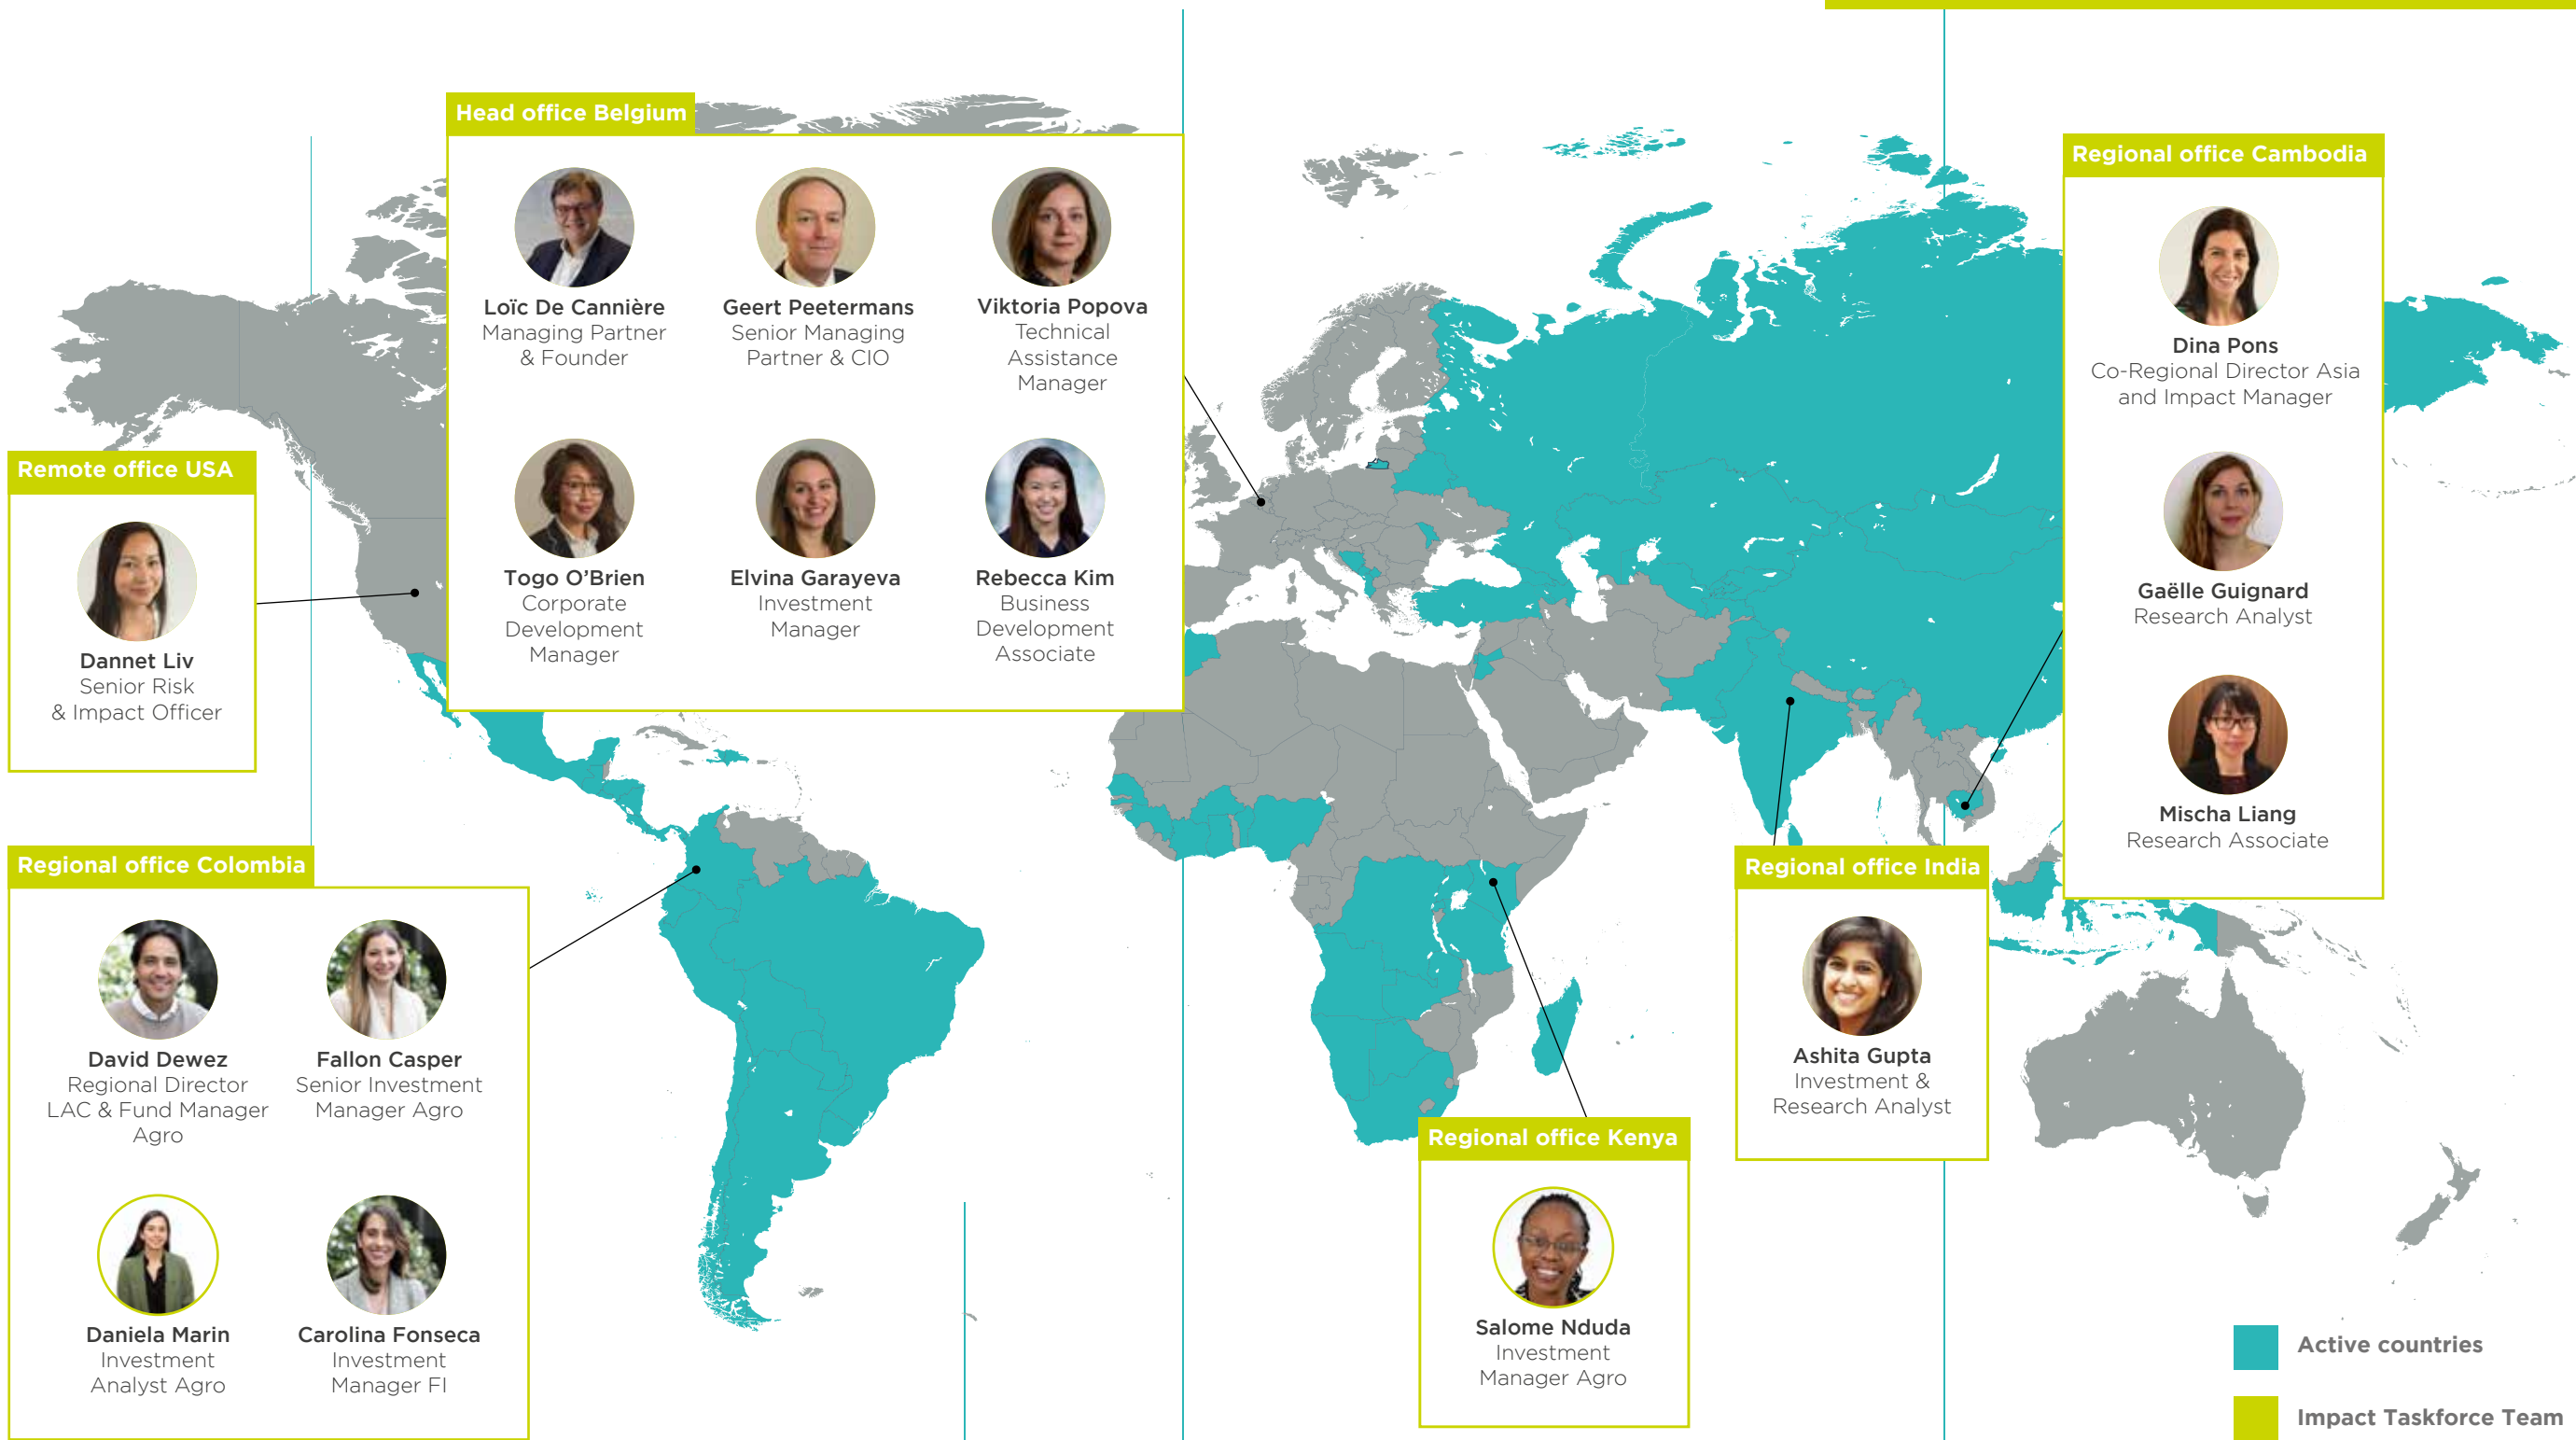 Head office Belgium
Loïc De Cannière
Managing Partner
& Founder
Geert Peetermans
Senior Managing
Partner & CIO
Viktoria Popova
Technical
Assistance
Manager
Togo O’Brien
Corporate
Development
Manager
Elvina Garayeva
Investment
Manager
Rebecca Kim
Business
Development
Associate
Regional office Cambodia
Dina Pons
Co-Regional Director Asia
and Impact Manager
Gaëlle Guignard
Research Analyst
Mischa Liang
Research Associate
Remote office USA
Dannet Liv
Senior Risk
& Impact Officer
Regional office Colombia
David Dewez
Regional Director
LAC & Fund Manager
Agro
Fallon Casper
Senior Investment
Manager Agro
Daniela Marin
Investment
Analyst Agro
Carolina Fonseca
Investment
Manager FI
Regional office India
Ashita Gupta
Investment &
Research Analyst
Regional office Kenya
Salome Nduda
Investment
Manager Agro
Active countries
Impact Taskforce Team